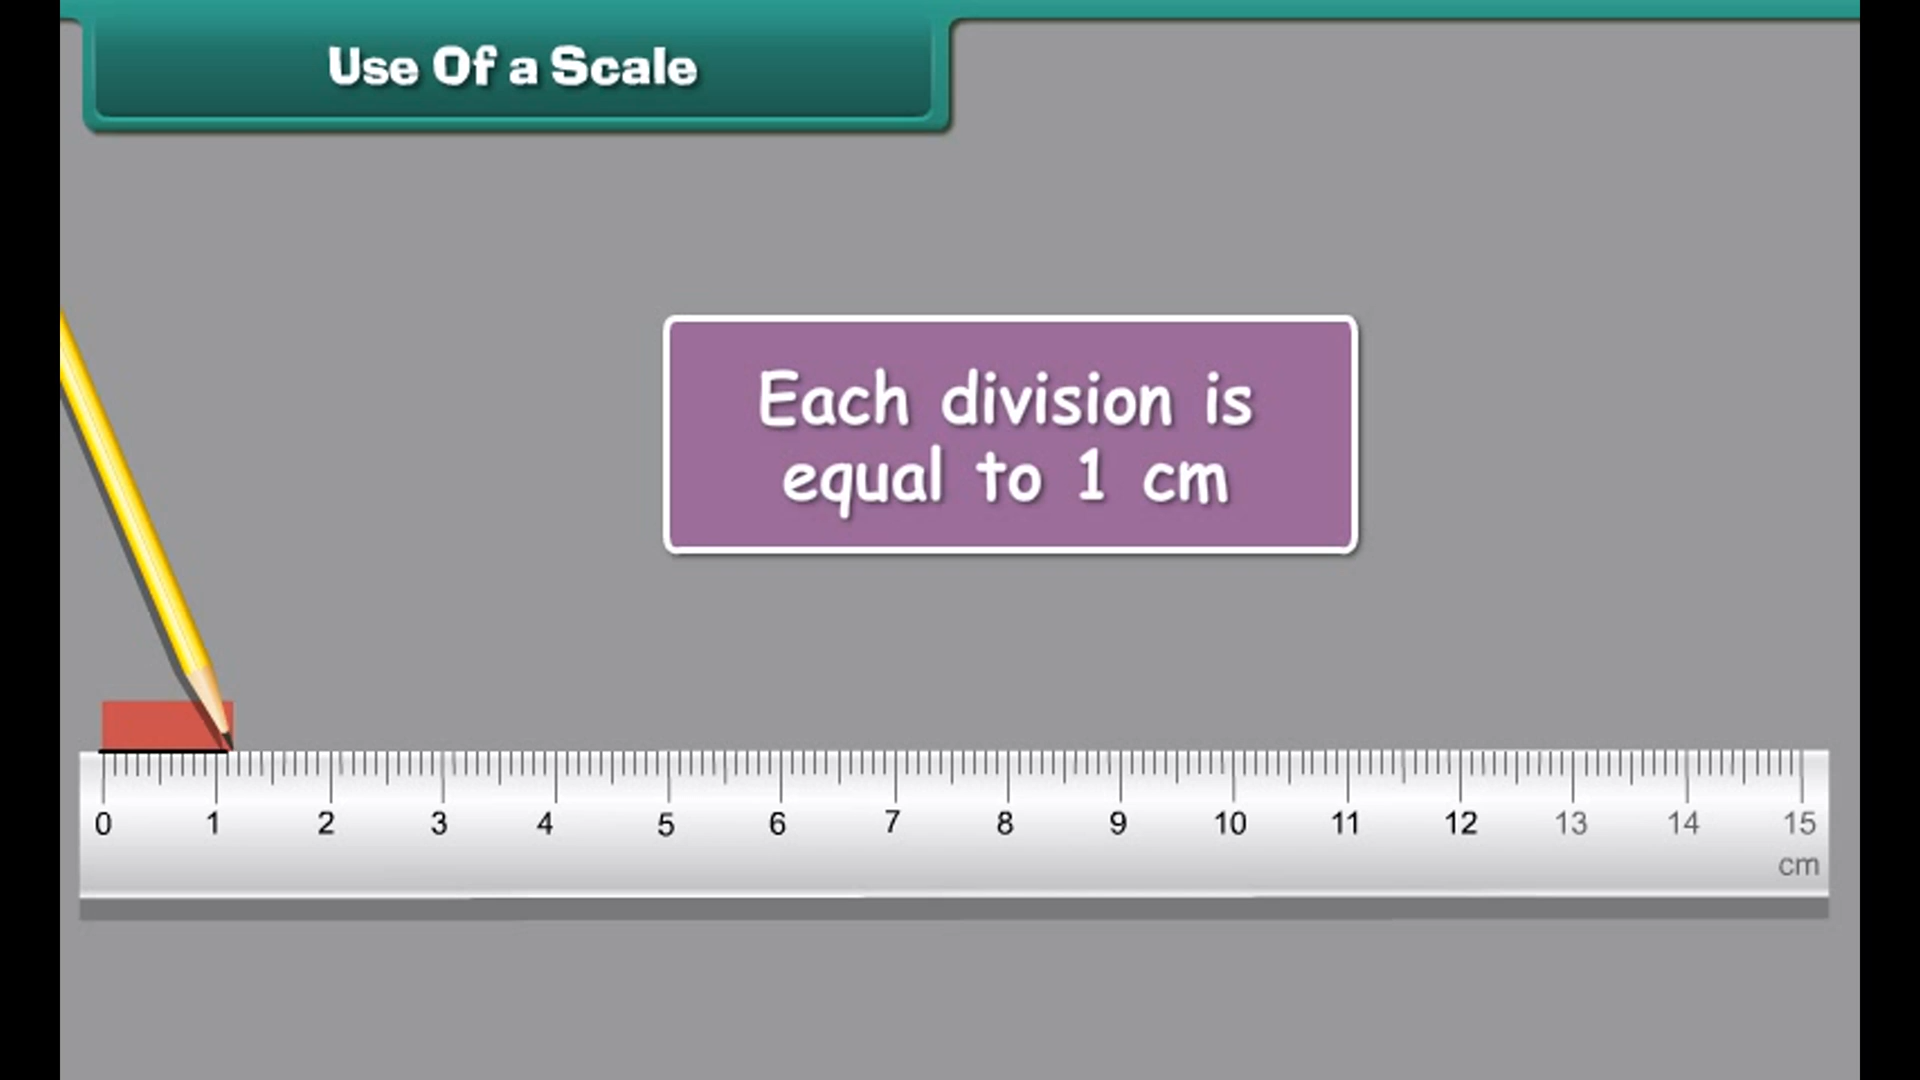 Use Of a Scale
Each division is
equal to 1 cm
0 1 2 3 4 5 6 7 8 9 10 11 12 13 14 15
cm